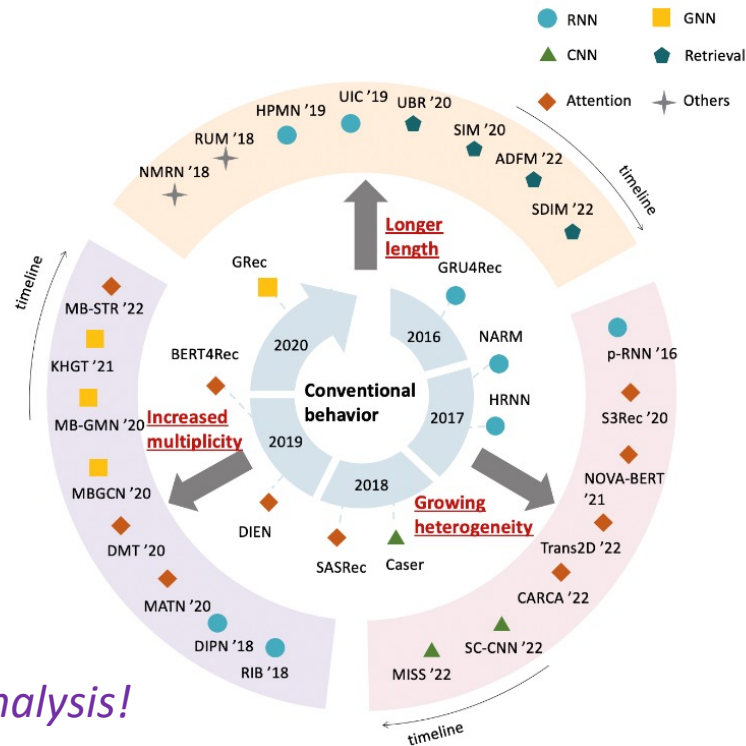 RNN
GNN
CNN
Retrieval
Attention
Others
NMRN ’18
RUM ’18
HPMN ’19
UIC ’19
UBR ’20
SIM ’20
ADFM ’22
SDIM ’22
timeline
Longer
length
GRec
GRU4Rec
2020
2016
NARM
BERT4Rec
Conventional
behavior
HRNN
2019
2017
2018
DIEN
SASRec
Caser
timeline
MB-STR ’22
KHGT ’21
MB-GMN ’20
Increased
multiplicity
MBGCN ’20
DMT ’20
MATN ’20
DIPN ’18
RIB ’18
Growing
heterogeneity
p-RNN ’16
S3Rec ’20
NOVA-BERT
’21
Trans2D ’22
CARCA ’22
SC-CNN ’22
MISS ’22
timeline
nalysis!